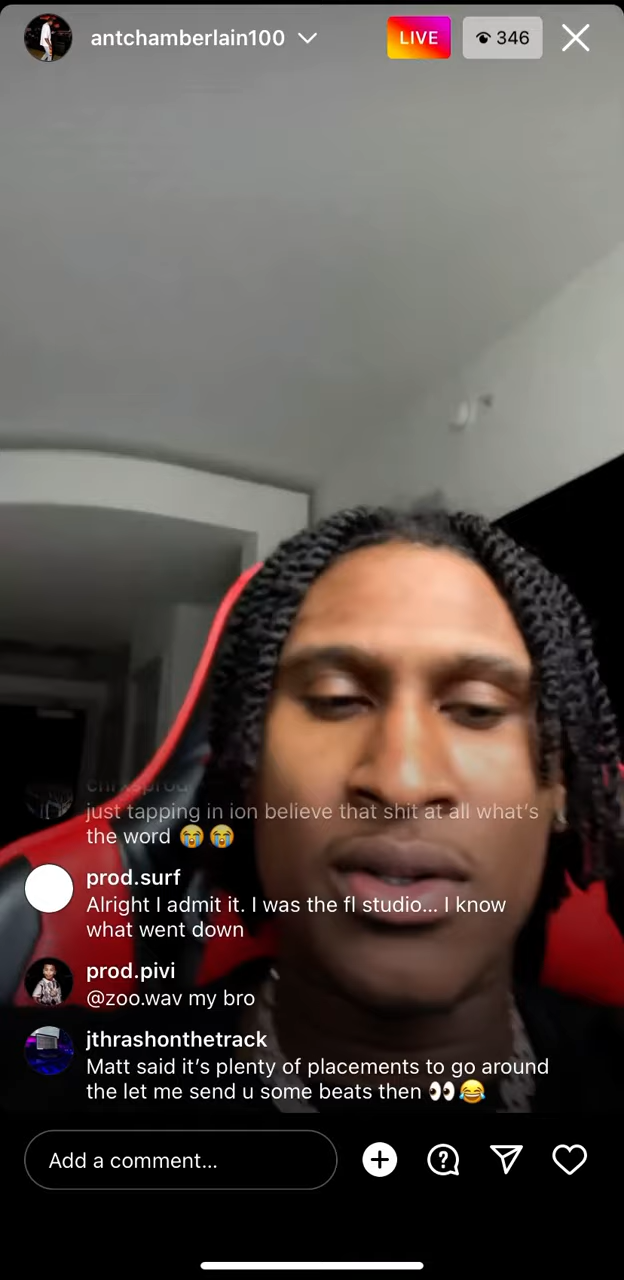 antchamberlain100
LIVE
346
just tapping in ion believe that shit at all what's
the word 😭😭
prod.surf
Alright I admit it. I was the fl studio... I know
what went down
prod.pivi
@zoo.wav my bro
jthrashonthetrack
Matt said it's plenty of placements to go around
the let me send u some beats then 👀😂
Add a comment...